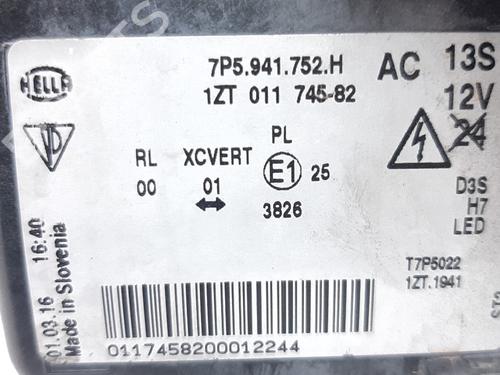 HELLA
7P5.941.752.H
1ZT 011 745-82
AC 13S
12V
24
RL
00
XCVERT
01
PL
E1 25
3826
D3S
H7
LED
T7P5022
1ZT.1941
01.03.16 16:40
Made in Slovenia
0117458200012244